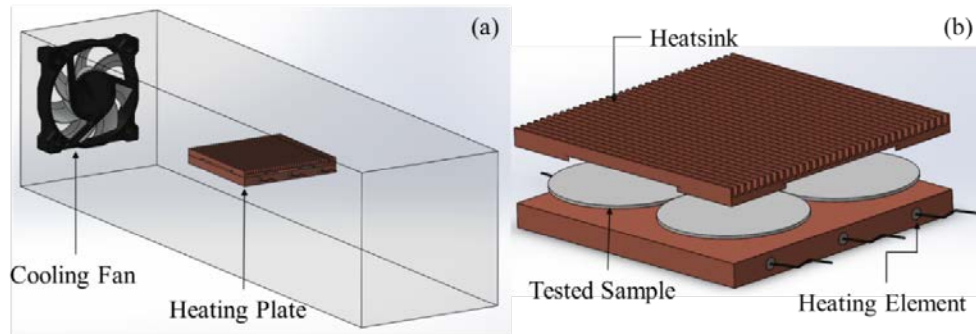 (a)
Cooling Fan
Heating Plate
(b)
Heatsink
Tested Sample
Heating Element